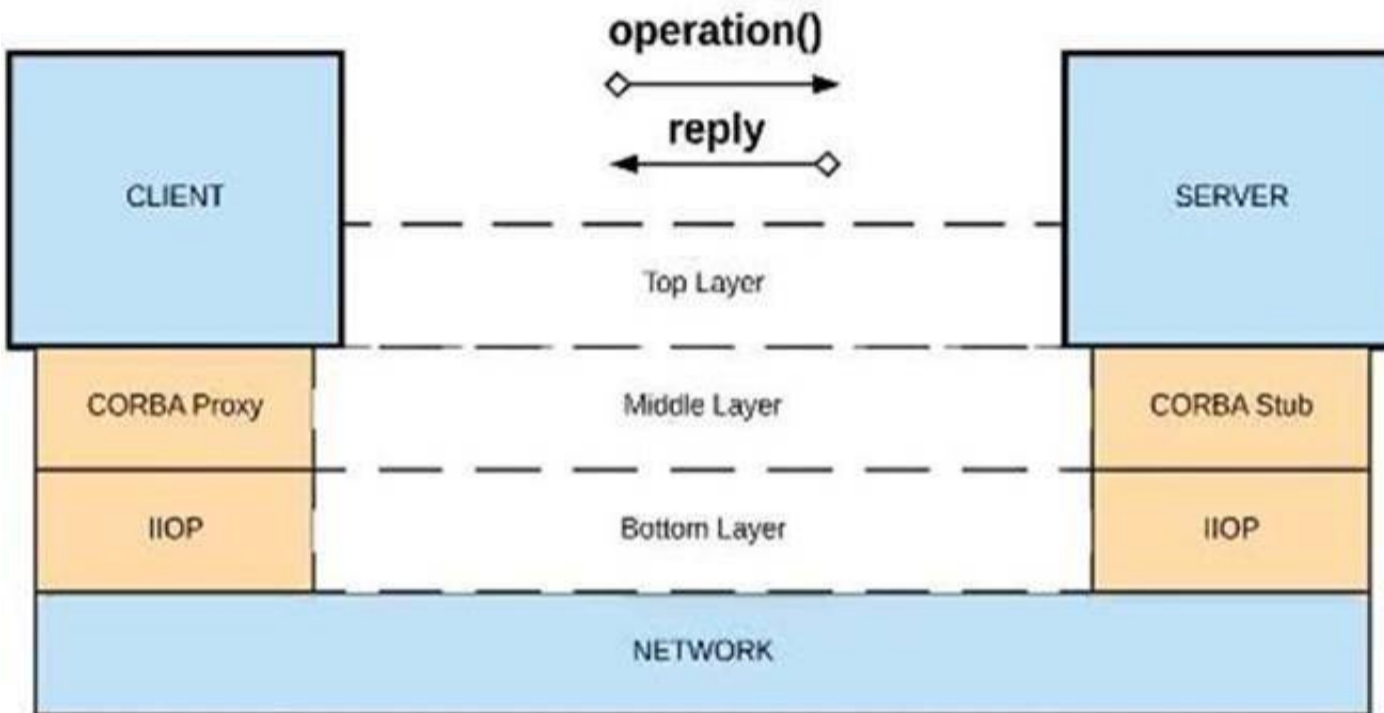 operation()
reply
CLIENT
SERVER
Top Layer
CORBA Proxy
Middle Layer
CORBA Stub
IIOP
Bottom Layer
IIOP
NETWORK